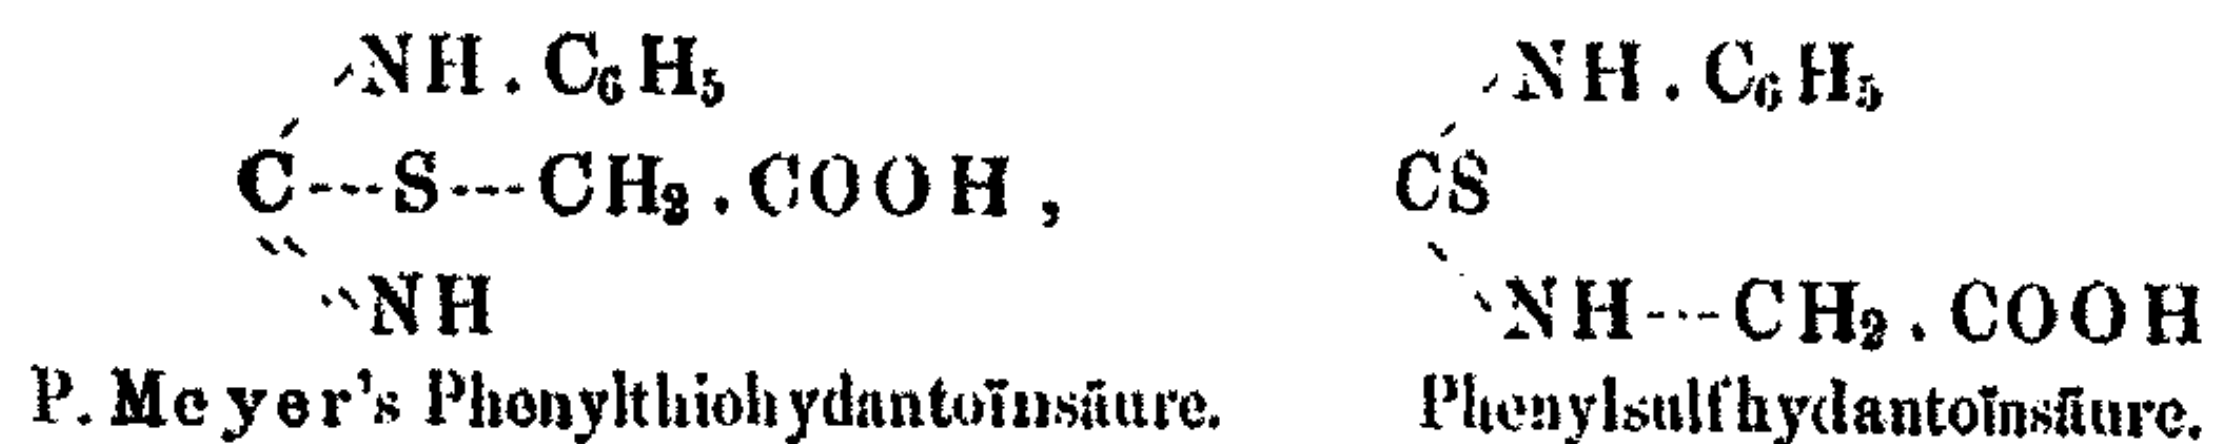 NH.C₆H₅ NH.C₆H₅
C---S---CH₂.COOH, CS
NH NH---CH₂.COOH
P. Meyer's Phenylthiohydantoïnsäure. Phenylsulfhydantoïnsäure.